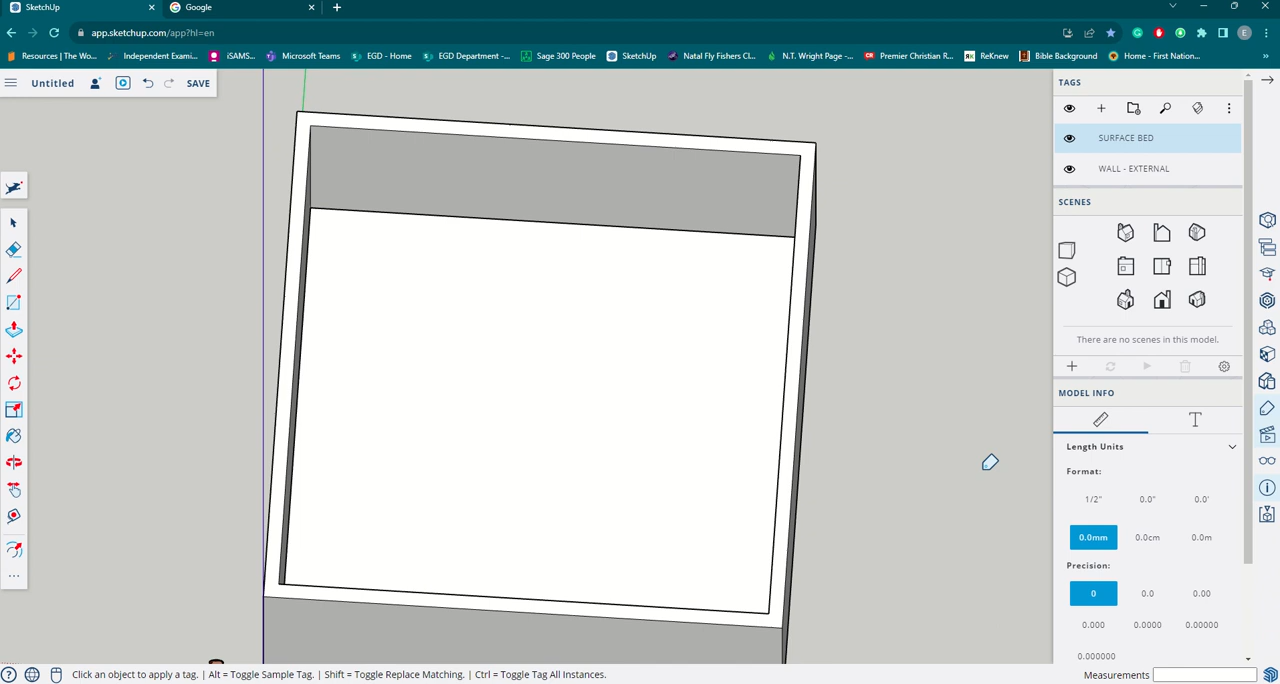 SketchUp
Google
app.sketchup.com/app?hl=en
E
Resources | The Wo...
Independent Exami...
iSAMS...
Microsoft Teams
EGD - Home
EGD Department -...
Sage 300 People
SketchUp
Natal Fly Fishers Cl...
N.T. Wright Page -...
CR Premier Christian R...
RK ReKnew
Bible Background
Home - First Nation...
»
Untitled
SAVE
TAGS
SURFACE BED
WALL - EXTERNAL
SCENES
There are no scenes in this model.
MODEL INFO
Length Units
Format:
1/2"
0.0"
0.0'
0.0mm
0.0cm
0.0m
Precision:
0
0.0
0.00
0.000
0.0000
0.00000
0.000000
Click an object to apply a tag. | Alt = Toggle Sample Tag. | Shift = Toggle Replace Matching. | Ctrl = Toggle Tag All Instances.
Measurements